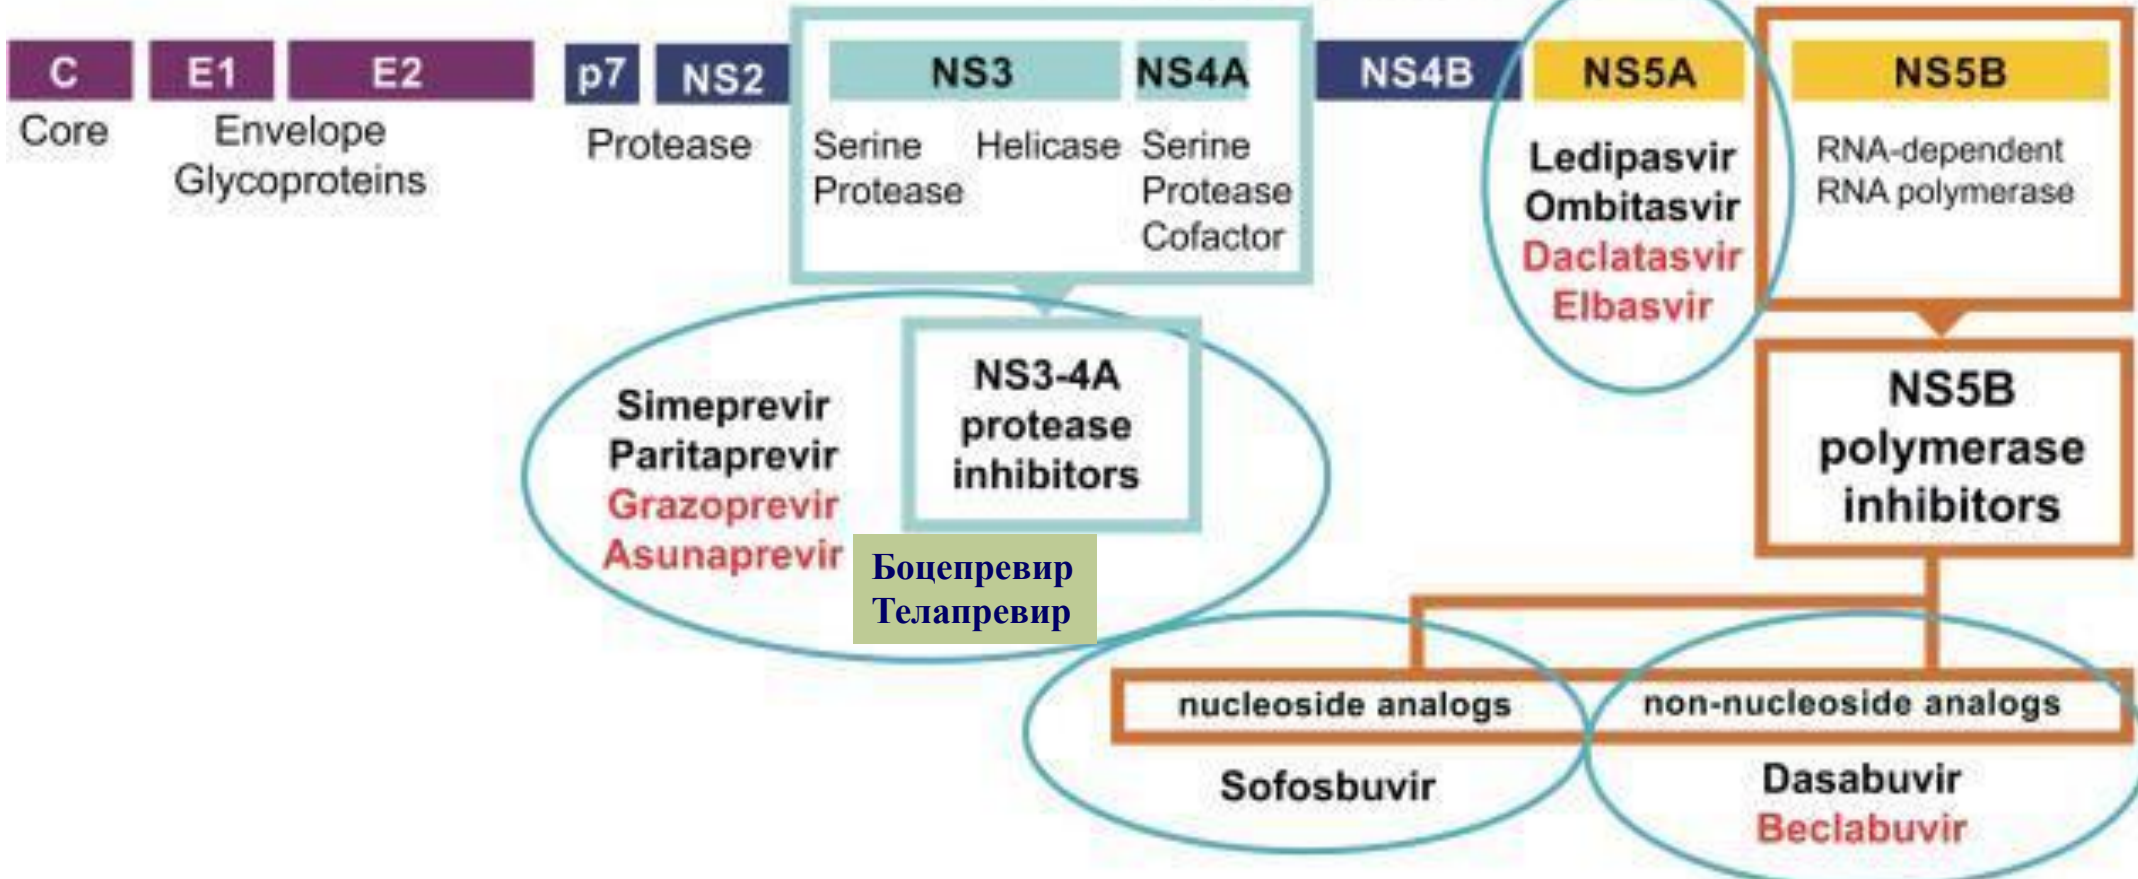 C
E1
E2
p7
NS2
NS3
NS4A
NS4B
NS5A
NS5B
Core
Envelope
Glycoproteins
Protease
Serine
Protease
Helicase
Serine
Protease
Cofactor
Ledipasvir
Ombitasvir
Daclatasvir
Elbasvir
RNA-dependent
RNA polymerase
Simeprevir
Paritaprevir
Grazoprevir
Asunaprevir
NS3-4A
protease
inhibitors
Боцепревир
Телапревир
NS5B
polymerase
inhibitors
nucleoside analogs
non-nucleoside analogs
Sofosbuvir
Dasabuvir
Beclabuvir